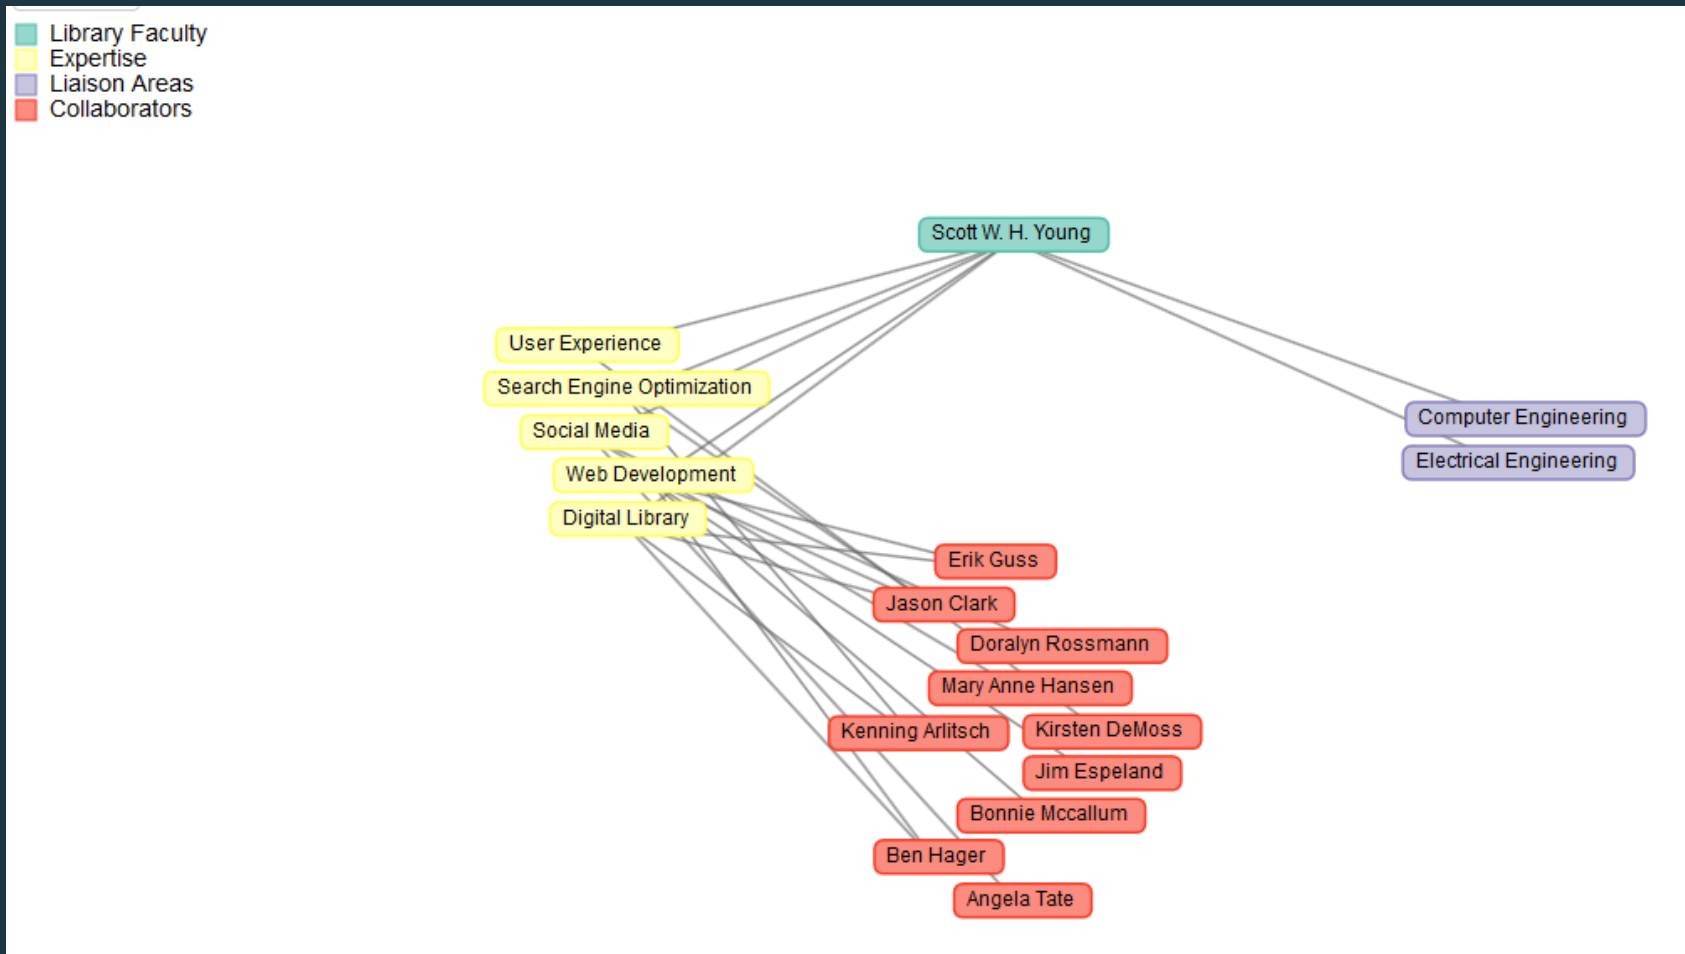 Library Faculty
Expertise
Liaison Areas
Collaborators
Scott W. H. Young
User Experience
Search Engine Optimization
Social Media
Web Development
Digital Library
Computer Engineering
Electrical Engineering
Erik Guss
Jason Clark
Doralyn Rossmann
Mary Anne Hansen
Kenning Arlitsch
Kirsten DeMoss
Jim Espeland
Bonnie Mccallum
Ben Hager
Angela Tate